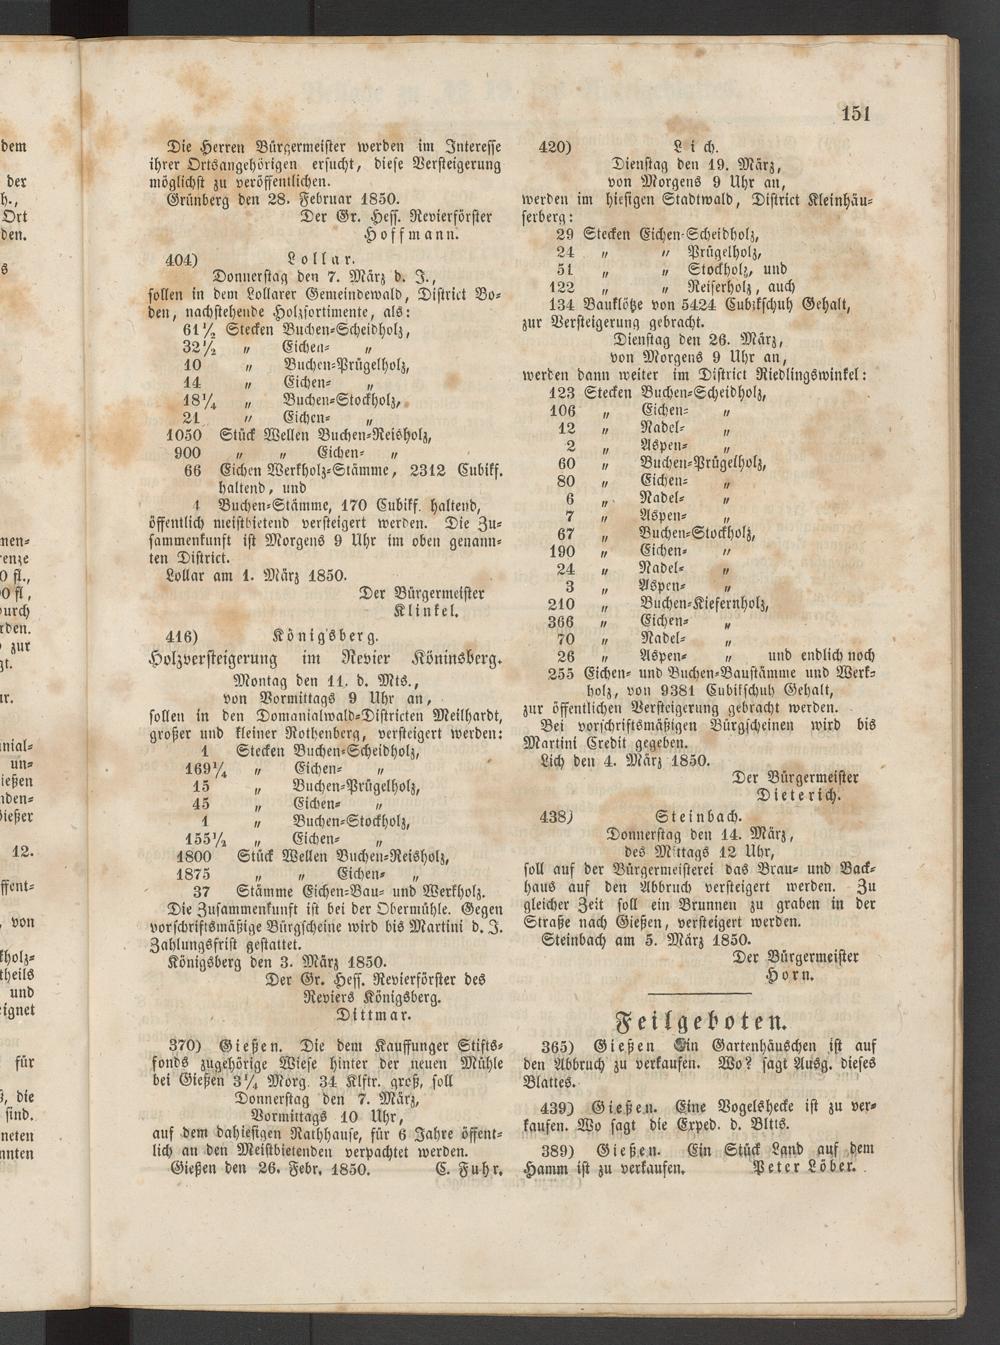 151
Die Herren Bürgermeister werden im Interesse
ihrer Ortsangehörigen ersucht, diese Versteigerung
möglichst zu veröffentlichen.
Grünberg den 28. Februar 1850.
Der Gr. Hess. Revierförster
Hoffmann.
404) Lollar.
Donnerstag den 7. März d. J.,
sollen in dem Lollarer Gemeindewald, District Bo-
den, nachstehende Holzsortimente, als:
61½ Stecken Buchen-Scheidholz,
32½ „ Eichen- „
10 „ Buchen-Prügelholz,
14 „ Eichen- „
18¼ „ Buchen-Stockholz,
21 „ Eichen- „
1050 Stück Wellen Buchen-Reisholz,
900 „ „ Eichen- „
66 Eichen Werkholz-Stämme, 2312 Cubikf.
haltend, und
4 Buchen-Stämme, 170 Cubikf. haltend,
öffentlich meistbietend versteigert werden. Die Zu-
sammenkunft ist Morgens 9 Uhr im oben genann-
ten District.
Lollar am 1. März 1850.
Der Bürgermeister
Klinkel.
416) Königsberg.
Holzversteigerung im Revier Köninsberg.
Montag den 11. d. Mts.,
von Vormittags 9 Uhr an,
sollen in den Domanialwald-Districten Meilhardt,
großer und kleiner Rothenberg, versteigert werden:
1 Stecken Buchen-Scheidholz,
169¼ „ Eichen- „
15 „ Buchen-Prügelholz,
45 „ Eichen- „
1 „ Buchen-Stockholz,
155½ „ Eichen- „
1800 Stück Wellen Buchen-Reisholz,
1875 „ „ Eichen- „
37 Stämme Eichen-Bau- und Werkholz.
Die Zusammenkunft ist bei der Obermühle. Gegen
vorschriftsmäßige Bürgscheine wird bis Martini d. J.
Zahlungsfrist gestattet.
Königsberg den 3. März 1850.
Der Gr. Hess. Revierförster des
Reviers Königsberg.
Dittmar.
370) Gießen. Die dem Kauffunger Stifts-
fonds zugehörige Wiese hinter der neuen Mühle
bei Gießen 3¼ Morg. 34 Klftr. groß, soll
Donnerstag den 7. März,
Vormittags 10 Uhr,
auf dem dahiesigen Rathhause, für 6 Jahre öffent-
lich an den Meistbietenden verpachtet werden.
Gießen den 26. Febr. 1850. C. Fuhr.
420) Lich.
Dienstag den 19. März,
von Morgens 9 Uhr an,
werden im hiesigen Stadtwald, District Kleinhäu-
serberg:
29 Stecken Eichen-Scheidholz,
24 „ „ Prügelholz,
51 „ „ Stockholz, und
122 „ „ Reiserholz, auch
134 Bauklötze von 5424 Cubikschuh Gehalt,
zur Versteigerung gebracht.
Dienstag den 26. März,
von Morgens 9 Uhr an,
werden dann weiter im District Riedlingswinkel:
123 Stecken Buchen-Scheidholz,
106 „ Eichen- „
12 „ Nadel- „
2 „ Aspen- „
60 „ Buchen-Prügelholz,
80 „ Eichen- „
6 „ Nadel- „
7 „ Aspen- „
67 „ Buchen-Stockholz,
190 „ Eichen- „
24 „ Nadel- „
3 „ Aspen- „
210 „ Buchen-Kiefernholz,
366 „ Eichen- „
70 „ Nadel- „
26 „ Aspen- „ und endlich noch
255 Eichen- und Buchen-Baustämme und Werk-
holz, von 9381 Cubikschuh Gehalt,
zur öffentlichen Versteigerung gebracht werden.
Bei vorschriftsmäßigen Bürgscheinen wird bis
Martini Credit gegeben.
Lich den 4. März 1850.
Der Bürgermeister
Dieterich.
438) Steinbach.
Donnerstag den 14. März,
des Mittags 12 Uhr,
soll auf der Bürgermeisterei das Brau- und Back-
haus auf den Abbruch versteigert werden. Zu
gleicher Zeit soll ein Brunnen zu graben in der
Straße nach Gießen, versteigert werden.
Steinbach am 5. März 1850.
Der Bürgermeister
Horn.
Feilgeboten.
365) Gießen Ein Gartenhäuschen ist auf
den Abbruch zu verkaufen. Wo? sagt Ausg. dieses
Blattes.
439) Gießen. Eine Vogelshecke ist zu ver-
kaufen. Wo sagt die Exped. d. Bltts.
389) Gießen. Ein Stück Land auf dem
Hamm ist zu verkaufen. Peter Löber.